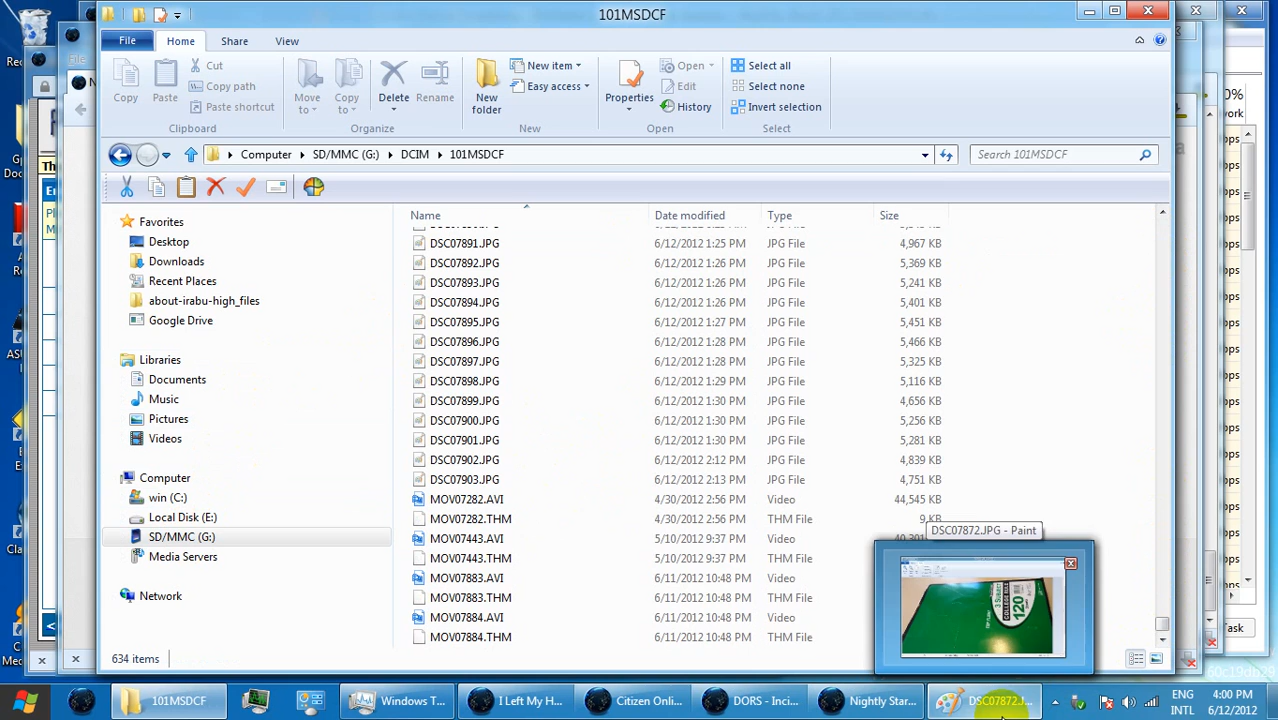 101MSDCF
File Home Share View
Copy Paste Cut Copy path Paste shortcut
Clipboard
Move to Copy to Delete Rename
Organize
New folder New item Easy access
New
Properties Open Edit History
Open
Select all Select none Invert selection
Select
Computer SD/MMC (G:) DCIM 101MSDCF Search 101MSDCF
Favorites
Desktop
Downloads
Recent Places
about-irabu-high_files
Google Drive
Libraries
Documents
Music
Pictures
Videos
Computer
win (C:)
Local Disk (E:)
SD/MMC (G:)
Media Servers
Network
Name Date modified Type Size
DSC07891.JPG 6/12/2012 1:25 PM JPG File 4,967 KB
DSC07892.JPG 6/12/2012 1:26 PM JPG File 5,369 KB
DSC07893.JPG 6/12/2012 1:26 PM JPG File 5,241 KB
DSC07894.JPG 6/12/2012 1:26 PM JPG File 5,401 KB
DSC07895.JPG 6/12/2012 1:27 PM JPG File 5,451 KB
DSC07896.JPG 6/12/2012 1:28 PM JPG File 5,466 KB
DSC07897.JPG 6/12/2012 1:28 PM JPG File 5,325 KB
DSC07898.JPG 6/12/2012 1:29 PM JPG File 5,116 KB
DSC07899.JPG 6/12/2012 1:30 PM JPG File 4,656 KB
DSC07900.JPG 6/12/2012 1:30 PM JPG File 5,256 KB
DSC07901.JPG 6/12/2012 1:30 PM JPG File 5,281 KB
DSC07902.JPG 6/12/2012 2:12 PM JPG File 4,839 KB
DSC07903.JPG 6/12/2012 2:13 PM JPG File 4,751 KB
MOV07282.AVI 4/30/2012 2:56 PM Video 44,545 KB
MOV07282.THM 4/30/2012 2:56 PM THM File 9 KB
MOV07443.AVI 5/10/2012 9:37 PM Video
MOV07443.THM 5/10/2012 9:37 PM THM File
MOV07883.AVI 6/11/2012 10:48 PM Video
MOV07883.THM 6/11/2012 10:48 PM THM File
MOV07884.AVI 6/11/2012 10:48 PM Video
MOV07884.THM 6/11/2012 10:48 PM THM File
DSC07872.JPG - Paint
120
634 items
101MSDCF Windows T... I Left My H... Citizen Onl... DORS - Inci... Nightly Star... DSC07872.J...
ENG INTL
4:00 PM
6/12/2012